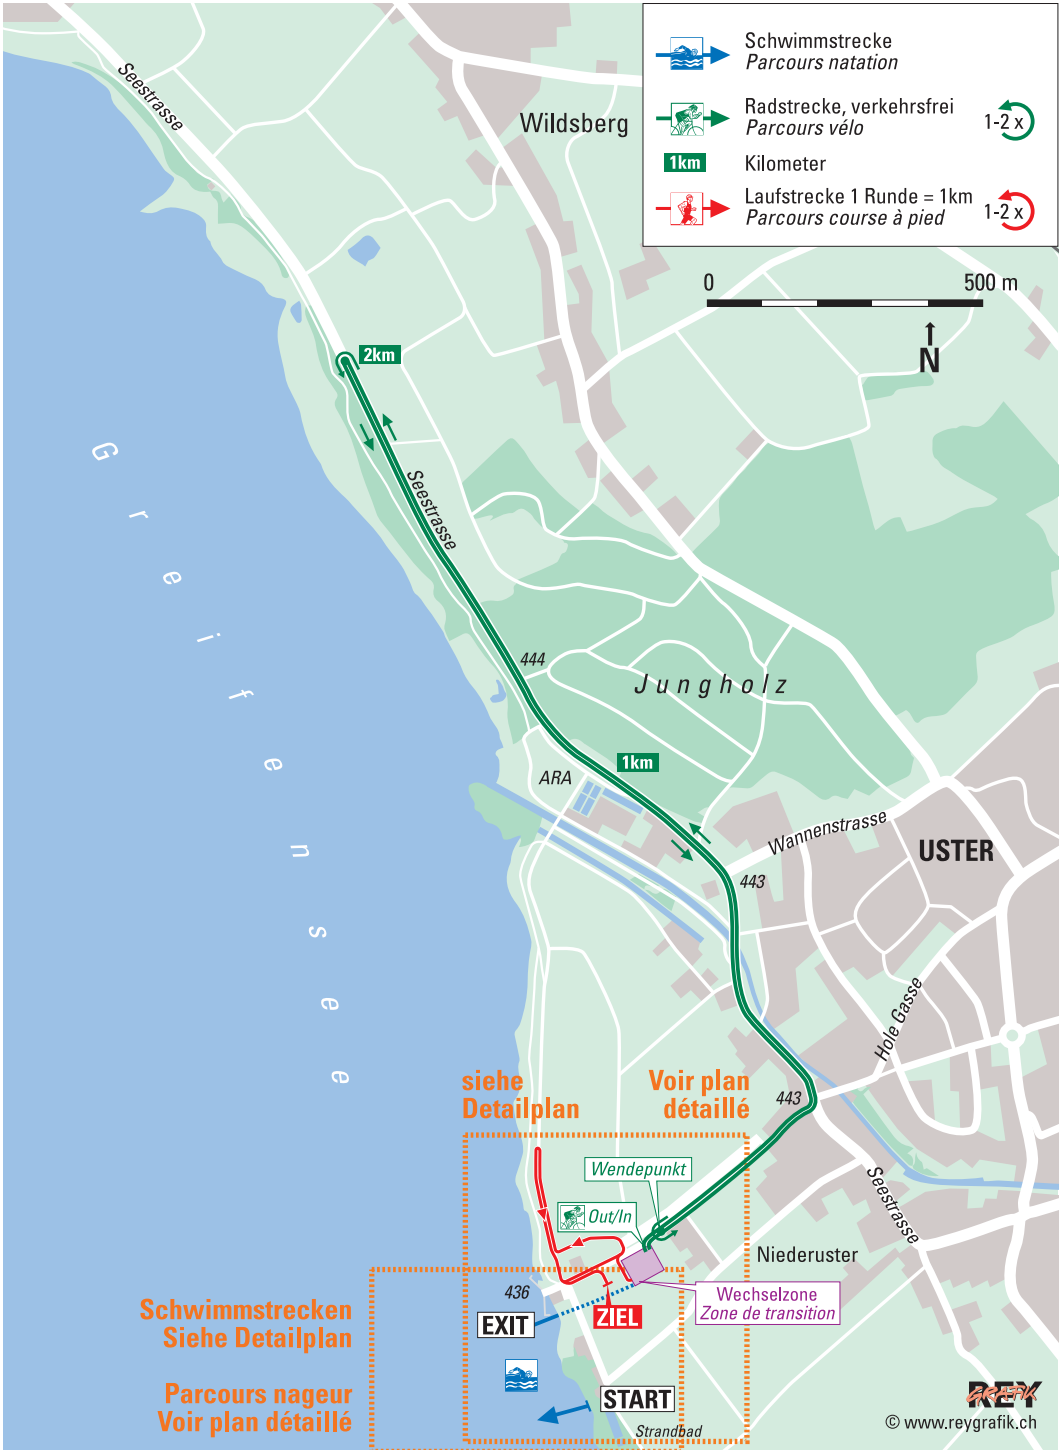 Schwimmstrecke
Parcours natation
Radstrecke, verkehrsfrei
Parcours vélo
1-2 x
1km
Kilometer
Laufstrecke 1 Runde = 1km
Parcours course à pied
1-2 x
0
500 m
N
Seestrasse
Wildsberg
2km
Greifensee
Seestrasse
444
Jungholz
1km
ARA
Wannenstrasse
USTER
443
Hole Gasse
siehe
Detailplan
Voir plan
détaillé
443
Wendepunkt
Out/In
Seestrasse
Niederuster
436
Wechselzone
Zone de transition
Schwimmstrecken
Siehe Detailplan
EXIT
ZIEL
Parcours nageur
Voir plan détaillé
START
Strandbad
REY
GRAFIK
© www.reygrafik.ch